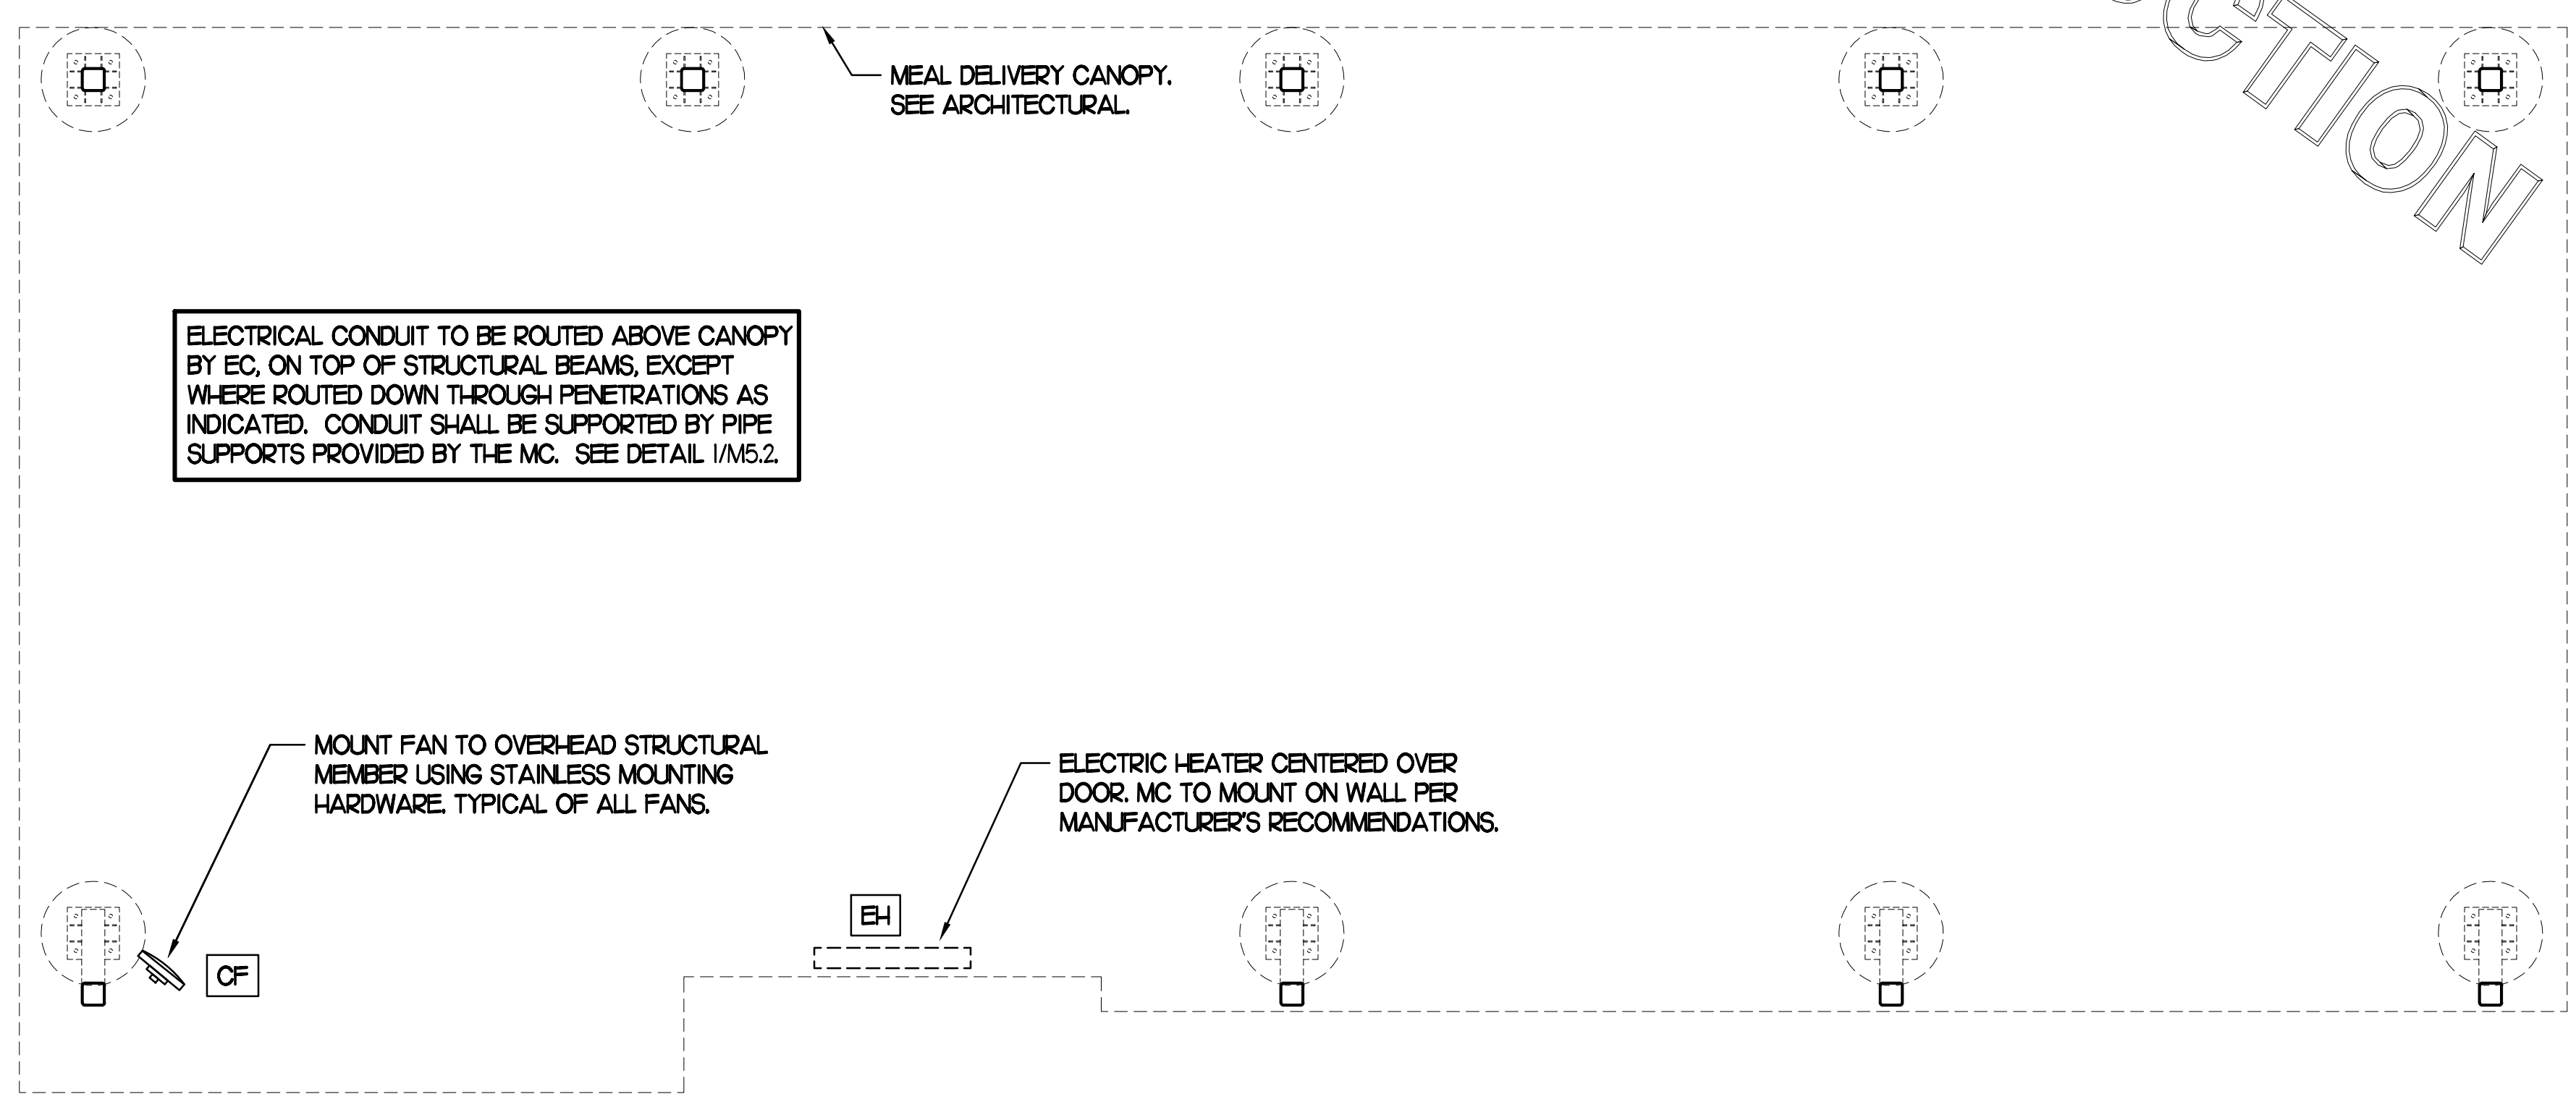 CTION
MEAL DELIVERY CANOPY.
SEE ARCHITECTURAL.
ELECTRICAL CONDUIT TO BE ROUTED ABOVE CANOPY
BY EC, ON TOP OF STRUCTURAL BEAMS, EXCEPT
WHERE ROUTED DOWN THROUGH PENETRATIONS AS
INDICATED. CONDUIT SHALL BE SUPPORTED BY PIPE
SUPPORTS PROVIDED BY THE MC. SEE DETAIL 1/M5.2.
MOUNT FAN TO OVERHEAD STRUCTURAL
MEMBER USING STAINLESS MOUNTING
HARDWARE. TYPICAL OF ALL FANS.
ELECTRIC HEATER CENTERED OVER
DOOR. MC TO MOUNT ON WALL PER
MANUFACTURER'S RECOMMENDATIONS.
EH
CF